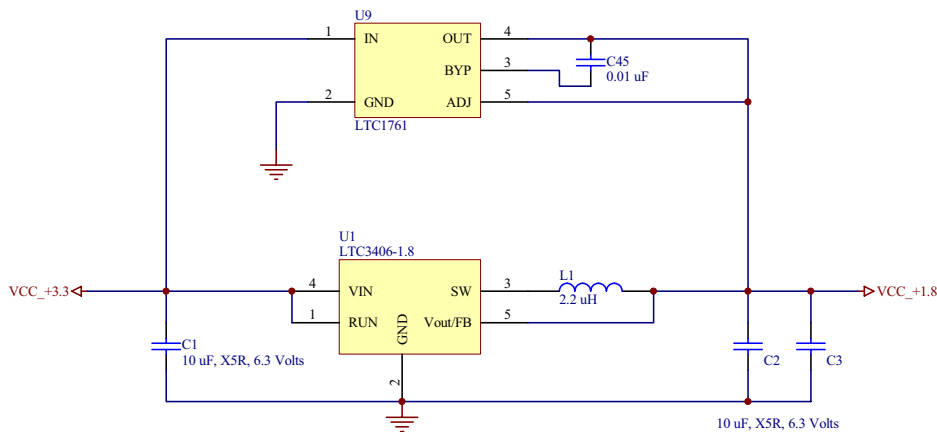 U9
1 IN OUT 4
BYP 3
C45
0.01 uF
2 GND ADJ 5
LTC1761
U1
LTC3406-1.8
VCC_+3.3
4 VIN SW 3
L1
2.2 uH
VCC_+1.8
1 RUN GND Vout/FB 5
2
C1
10 uF, X5R, 6.3 Volts
C2
C3
10 uF, X5R, 6.3 Volts